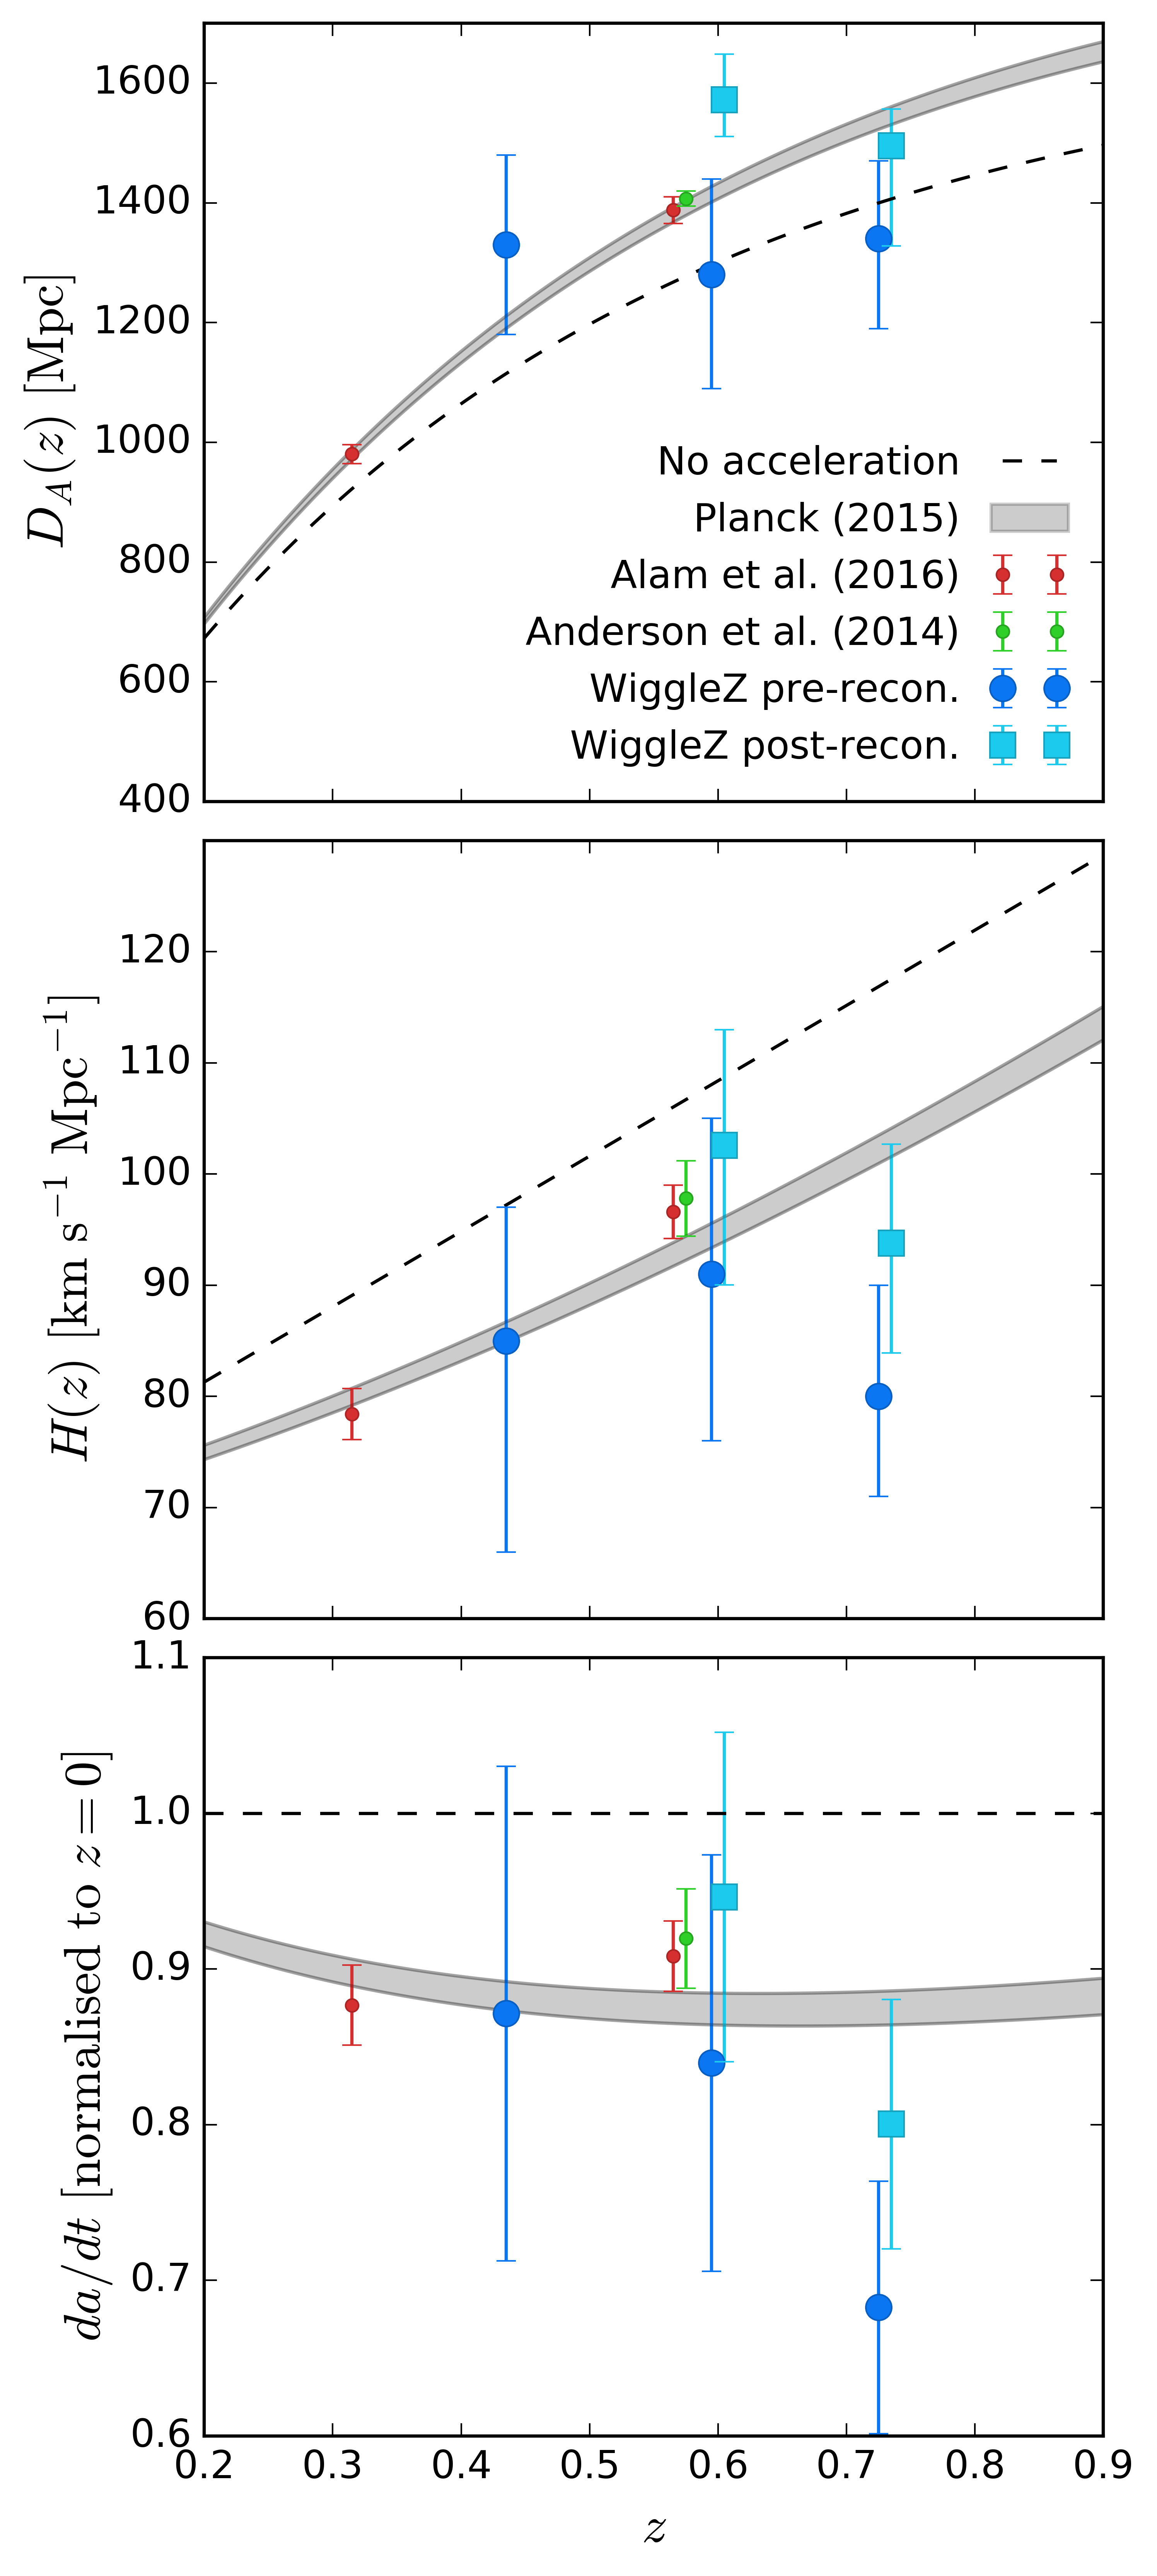 1600
1400
1200
1000
800
600
400
D_A(z) [Mpc]
No acceleration
Planck (2015)
Alam et al. (2016)
Anderson et al. (2014)
WiggleZ pre-recon.
WiggleZ post-recon.
120
110
100
90
80
70
60
H(z) [km s⁻¹ Mpc⁻¹]
1.1
1.0
0.9
0.8
0.7
0.6
da/dt [normalised to z=0]
0.2 0.3 0.4 0.5 0.6 0.7 0.8 0.9
z